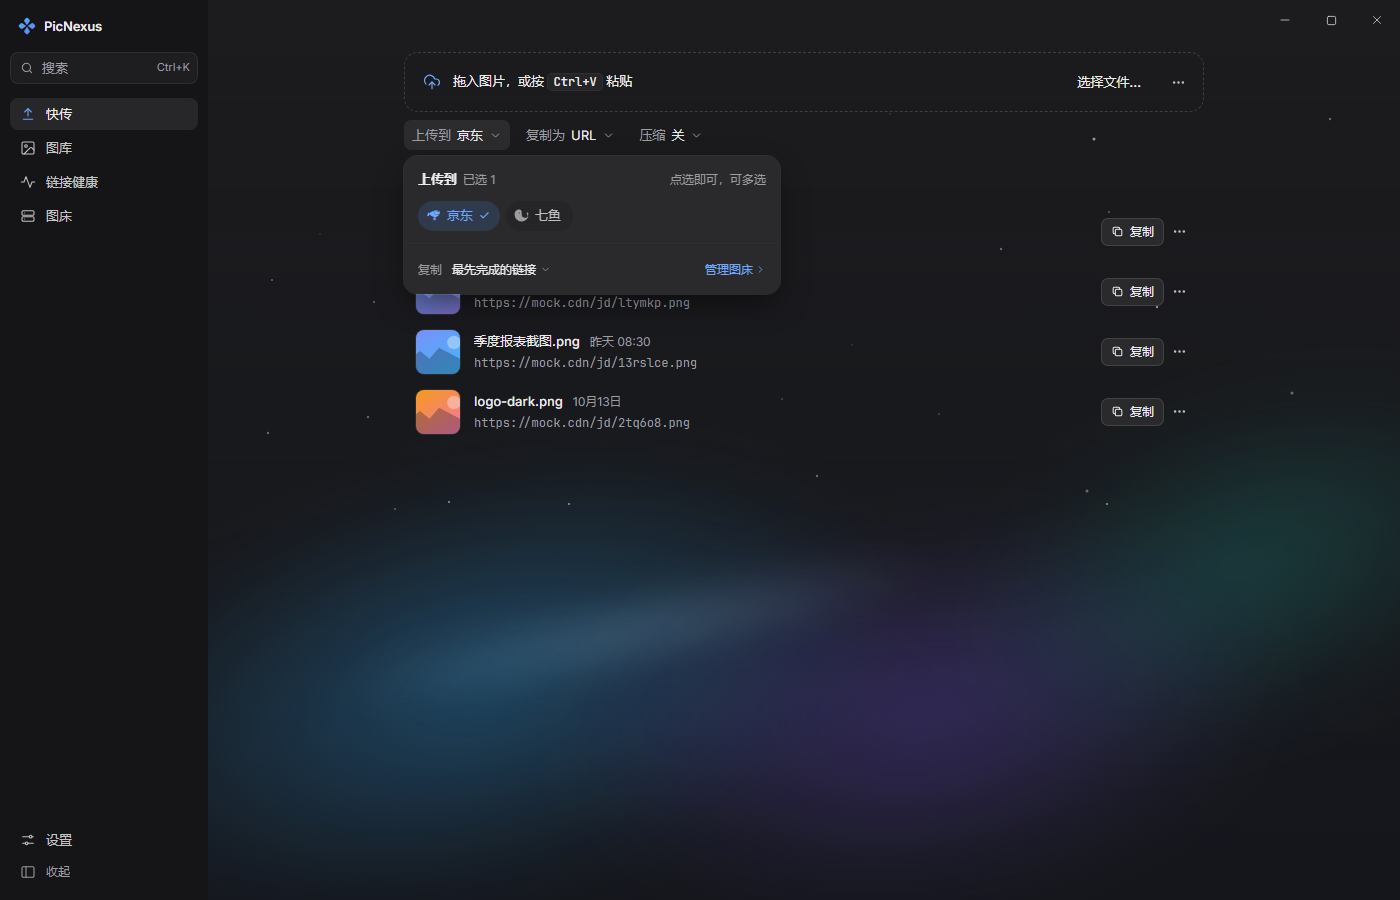 PicNexus
搜索 Ctrl+K
快传
图库
链接健康
图床
设置
收起
拖入图片，或按 Ctrl+V 粘贴 选择文件...
上传到 京东 复制为 URL 压缩 关
上传到 已选 1 点选即可，可多选
京东 七鱼
复制 最先完成的链接 管理图床
复制
https://mock.cdn/jd/ltymkp.png
复制
季度报表截图.png 昨天 08:30
https://mock.cdn/jd/13rslce.png
复制
logo-dark.png 10月13日
https://mock.cdn/jd/2tq6o8.png
复制